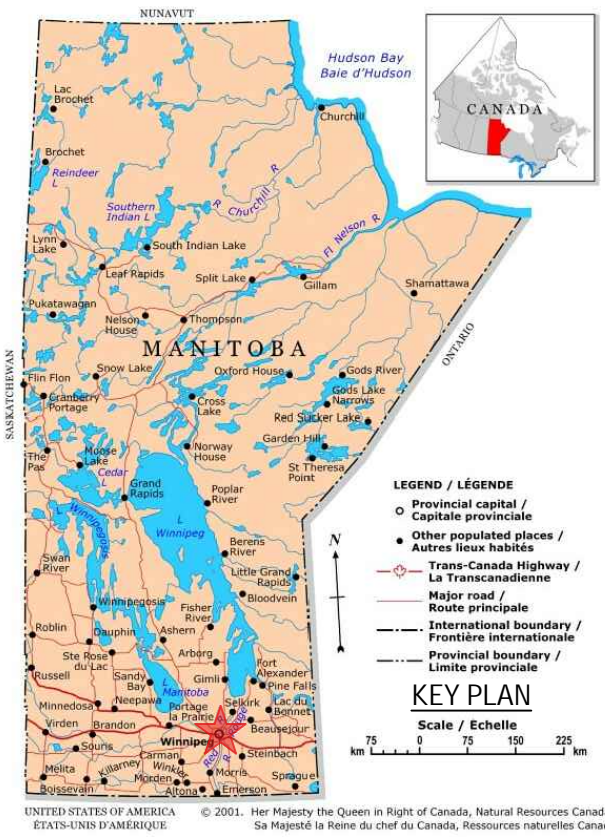 NUNAVUT
Hudson Bay
Baie d'Hudson
CANADA
Lac
Brochet
Churchill
Brochet
Reindeer
L
R Churchill R
Southern
Indian L
Fl Nelson R
Lynn
Lake
South Indian Lake
Leaf Rapids
Split Lake
Gillam
Shamattawa
Pukatawagan
Nelson
House
Thompson
MANITOBA
ONTARIO
SASKATCHEWAN
Snow Lake
Oxford House
Gods River
Flin Flon
Cranberry
Portage
Cross
Lake
Gods Lake
Narrows
Red Sucker Lake
Garden Hill
Norway
House
St Theresa
Point
The
Pas
Moose
Lake
Cedar
L
Grand
Rapids
Poplar
River
L
Winnipeg
L Winnipegosis
Berens
River
Swan
River
Little Grand
Rapids
Bloodvein
Winnipegosis
Fisher
River
Roblin
Dauphin
Ashern
Ste Rose
du Lac
Arborg
Fort
Alexander
Russell
Sandy
Bay
L
Manitoba
Gimli
Pine Falls
Minnedosa
Neepawa
Portage
la Prairie
Selkirk
Lac du
Bonnet
Virden
Brandon
Beausejour
Winnipeg
Red R
Souris
Carman
Steinbach
Melita
Killarney
Winkler
Morris
Boissevain
Morden
Altona
Emerson
Sprague
LEGEND / LÉGENDE
Provincial capital /
Capitale provinciale
Other populated places /
Autres lieux habités
Trans-Canada Highway /
La Transcanadienne
Major road /
Route principale
International boundary /
Frontière internationale
Provincial boundary /
Limite provinciale
N
KEY PLAN
Scale / Echelle
75 0 75 150 225
km km
UNITED STATES OF AMERICA
ÉTATS-UNIS D'AMÉRIQUE
© 2001. Her Majesty the Queen in Right of Canada, Natural Resources Canad
Sa Majesté la Reine du chef du Canada, Ressources naturelles Cana